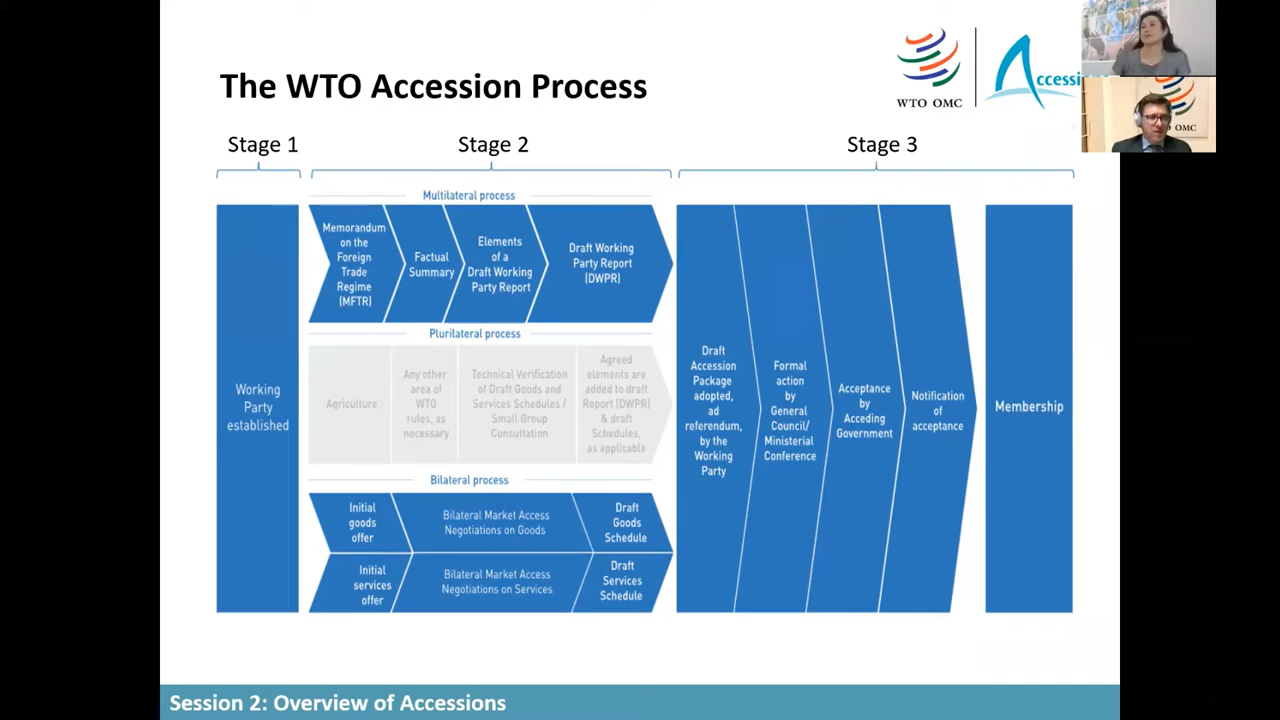 The WTO Accession Process
WTO OMC
OMC
Stage 1
Stage 2
Stage 3
Working
Party
established
Multilateral process
Memorandum
on the
Foreign
Trade
Regime
(MFTR)
Factual
Summary
Elements
of a
Draft Working
Party Report
Draft Working
Party Report
(DWPR)
Plurilateral process
Agriculture
Any other
area of
WTO
rules, as
necessary
Technical Verification
of Draft Goods and
Services Schedules /
Small Group
Consultation
Agreed
elements are
added to draft
Report (DWPR)
& draft
Schedules,
as applicable
Bilateral process
Initial
goods
offer
Bilateral Market Access
Negotiations on Goods
Draft
Goods
Schedule
Initial
services
offer
Bilateral Market Access
Negotiations on Services
Draft
Services
Schedule
Draft
Accession
Package
adopted,
ad
referendum,
by the
Working
Party
Formal
action
by
General
Council/
Ministerial
Conference
Acceptance
by
Acceding
Government
Notification
of
acceptance
Membership
Session 2: Overview of Accessions